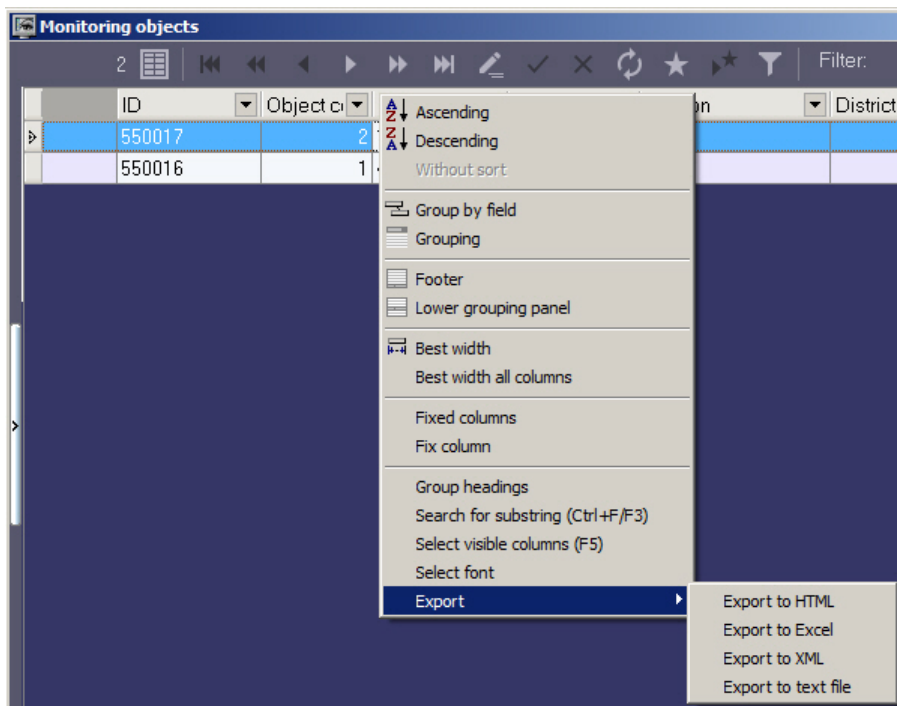 Monitoring objects
2 Filter:
ID Object District
550017 2
550016 1
Ascending
Descending
Without sort
Group by field
Grouping
Footer
Lower grouping panel
Best width
Best width all columns
Fixed columns
Fix column
Group headings
Search for substring (Ctrl+F/F3)
Select visible columns (F5)
Select font
Export
Export to HTML
Export to Excel
Export to XML
Export to text file